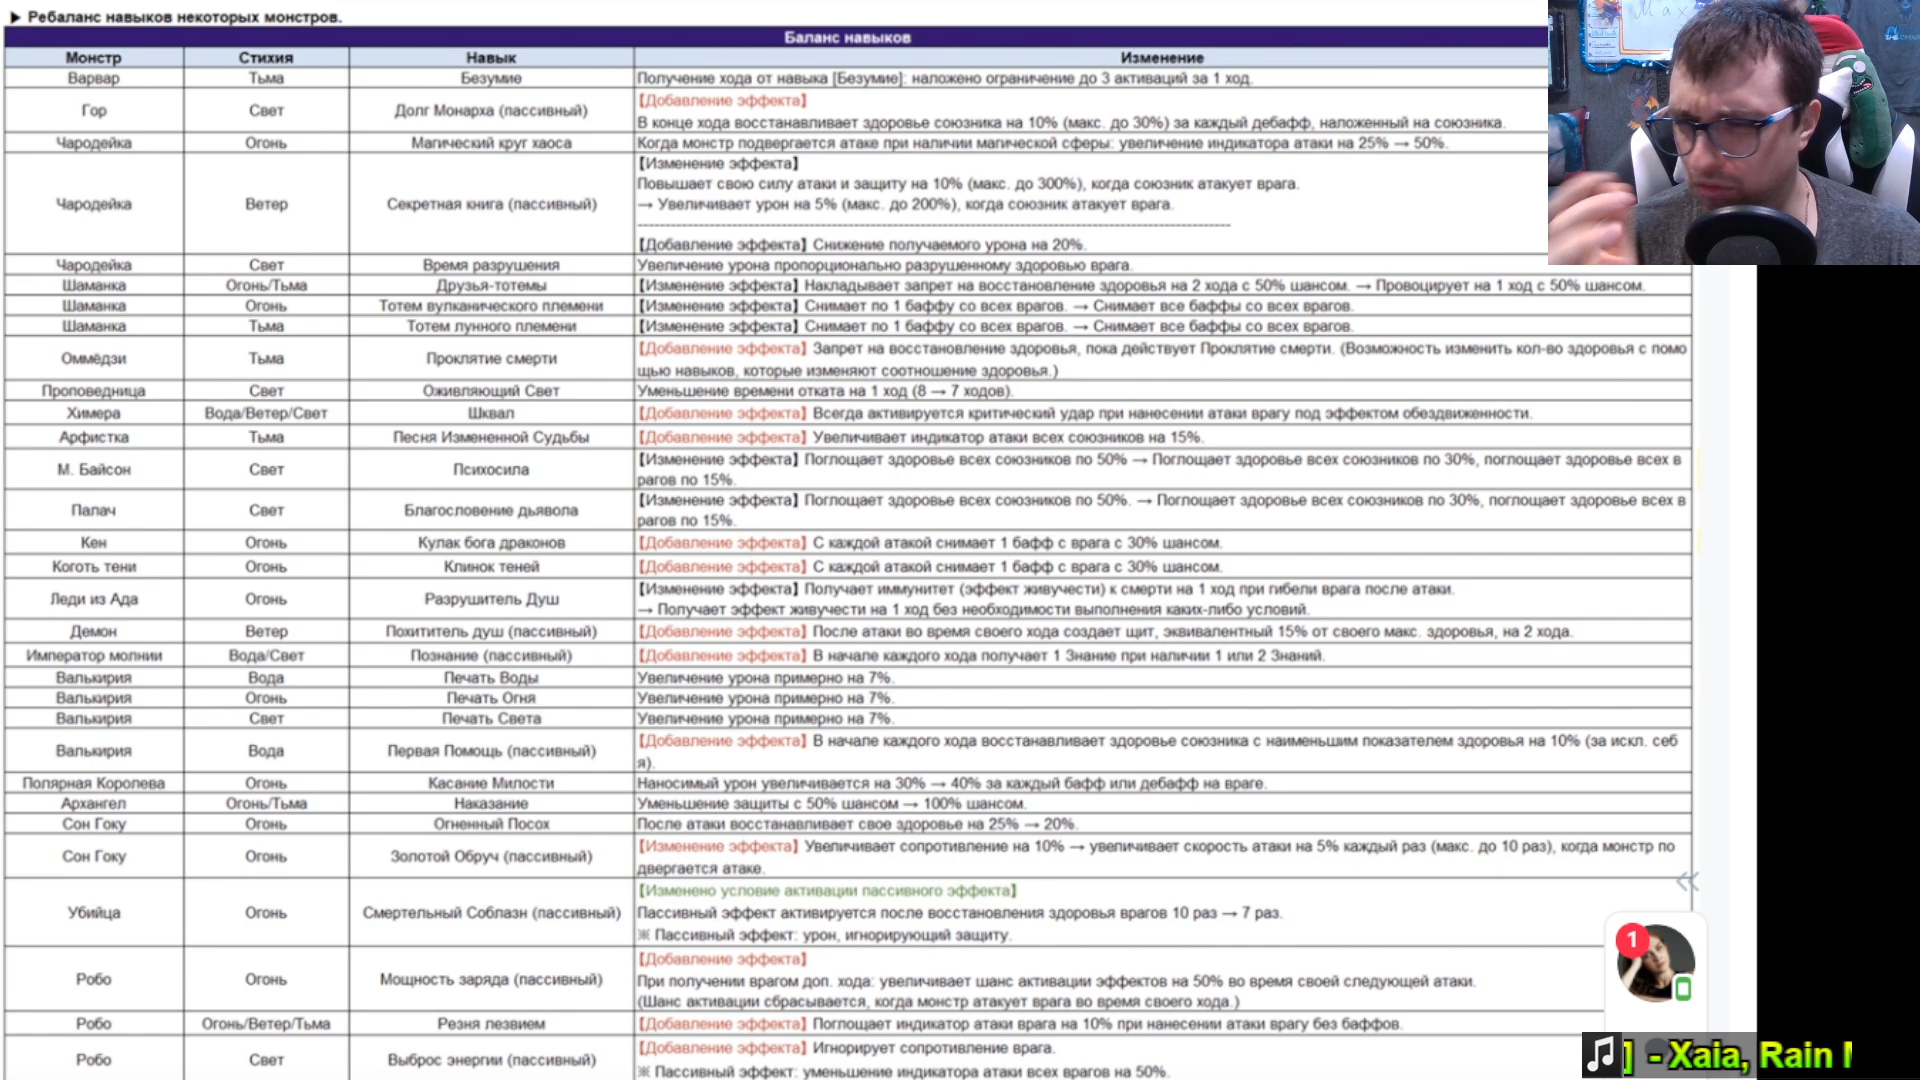 ▶ Ребаланс навыков некоторых монстров.
Баланс навыков
Монстр Стихия Навык Изменение
Варвар Тьма Безумие Получение хода от навыка [Безумие]: наложено ограничение до 3 активаций за 1 ход.
Гор Свет Долг Монарха (пассивный) 【Добавление эффекта】
В конце хода восстанавливает здоровье союзника на 10% (макс. до 30%) за каждый дебафф, наложенный на союзника.
Чародейка Огонь Магический круг хаоса Когда монстр подвергается атаке при наличии магической сферы: увеличение индикатора атаки на 25% → 50%.
Чародейка Ветер Секретная книга (пассивный) 【Изменение эффекта】
Повышает свою силу атаки и защиту на 10% (макс. до 300%), когда союзник атакует врага.
→ Увеличивает урон на 5% (макс. до 200%), когда союзник атакует врага.
【Добавление эффекта】 Снижение получаемого урона на 20%.
Чародейка Свет Время разрушения Увеличение урона пропорционально разрушенному здоровью врага.
Шаманка Огонь/Тьма Друзья-тотемы 【Изменение эффекта】 Накладывает запрет на восстановление здоровья на 2 хода с 50% шансом. → Провоцирует на 1 ход с 50% шансом.
Шаманка Огонь Тотем вулканического племени 【Изменение эффекта】 Снимает по 1 баффу со всех врагов. → Снимает все баффы со всех врагов.
Шаманка Тьма Тотем лунного племени 【Изменение эффекта】 Снимает по 1 баффу со всех врагов. → Снимает все баффы со всех врагов.
Оммёдзи Тьма Проклятие смерти 【Добавление эффекта】 Запрет на восстановление здоровья, пока действует Проклятие смерти. (Возможность изменить кол-во здоровья с помо
щью навыков, которые изменяют соотношение здоровья.)
Проповедница Свет Оживляющий Свет Уменьшение времени отката на 1 ход (8 → 7 ходов).
Химера Вода/Ветер/Свет Шквал 【Добавление эффекта】 Всегда активируется критический удар при нанесении атаки врагу под эффектом обездвиженности.
Арфистка Тьма Песня Измененной Судьбы 【Добавление эффекта】 Увеличивает индикатор атаки всех союзников на 15%.
М. Байсон Свет Психосила 【Изменение эффекта】 Поглощает здоровье всех союзников по 50% → Поглощает здоровье всех союзников по 30%, поглощает здоровье всех в
рагов по 15%.
Палач Свет Благословение дьявола 【Изменение эффекта】 Поглощает здоровье всех союзников по 50%. → Поглощает здоровье всех союзников по 30%, поглощает здоровье всех в
рагов по 15%.
Кен Огонь Кулак бога драконов 【Добавление эффекта】 С каждой атакой снимает 1 бафф с врага с 30% шансом.
Коготь тени Огонь Клинок теней 【Добавление эффекта】 С каждой атакой снимает 1 бафф с врага с 30% шансом.
Леди из Ада Огонь Разрушитель Душ 【Изменение эффекта】 Получает иммунитет (эффект живучести) к смерти на 1 ход при гибели врага после атаки.
→ Получает эффект живучести на 1 ход без необходимости выполнения каких-либо условий.
Демон Ветер Похититель душ (пассивный) 【Добавление эффекта】 После атаки во время своего хода создает щит, эквивалентный 15% от своего макс. здоровья, на 2 хода.
Император молнии Вода/Свет Познание (пассивный) 【Добавление эффекта】 В начале каждого хода получает 1 Знание при наличии 1 или 2 Знаний.
Валькирия Вода Печать Воды Увеличение урона примерно на 7%.
Валькирия Огонь Печать Огня Увеличение урона примерно на 7%.
Валькирия Свет Печать Света Увеличение урона примерно на 7%.
Валькирия Вода Первая Помощь (пассивный) 【Добавление эффекта】 В начале каждого хода восстанавливает здоровье союзника с наименьшим показателем здоровья на 10% (за искл. себ
я).
Полярная Королева Огонь Касание Милости Наносимый урон увеличивается на 30% → 40% за каждый бафф или дебафф на враге.
Архангел Огонь/Тьма Наказание Уменьшение защиты с 50% шансом → 100% шансом.
Сон Гоку Огонь Огненный Посох После атаки восстанавливает свое здоровье на 25% → 20%.
Сон Гоку Огонь Золотой Обруч (пассивный) 【Изменение эффекта】 Увеличивает сопротивление на 10% → увеличивает скорость атаки на 5% каждый раз (макс. до 10 раз), когда монстр по
двергается атаке.
Убийца Огонь Смертельный Соблазн (пассивный) 【Изменено условие активации пассивного эффекта】
Пассивный эффект активируется после восстановления здоровья врагов 10 раз → 7 раз.
※ Пассивный эффект: урон, игнорирующий защиту.
Робо Огонь Мощность заряда (пассивный) 【Добавление эффекта】
При получении врагом доп. хода: увеличивает шанс активации эффектов на 50% во время своей следующей атаки.
(Шанс активации сбрасывается, когда монстр атакует врага во время своего хода.)
Робо Огонь/Ветер/Тьма Резня лезвием 【Добавление эффекта】 Поглощает индикатор атаки врага на 10% при нанесении атаки врагу без баффов.
Робо Свет Выброс энергии (пассивный) 【Добавление эффекта】 Игнорирует сопротивление врага.
※ Пассивный эффект: уменьшение индикатора атаки всех врагов на 50%.
1
] - Xaia, Rain